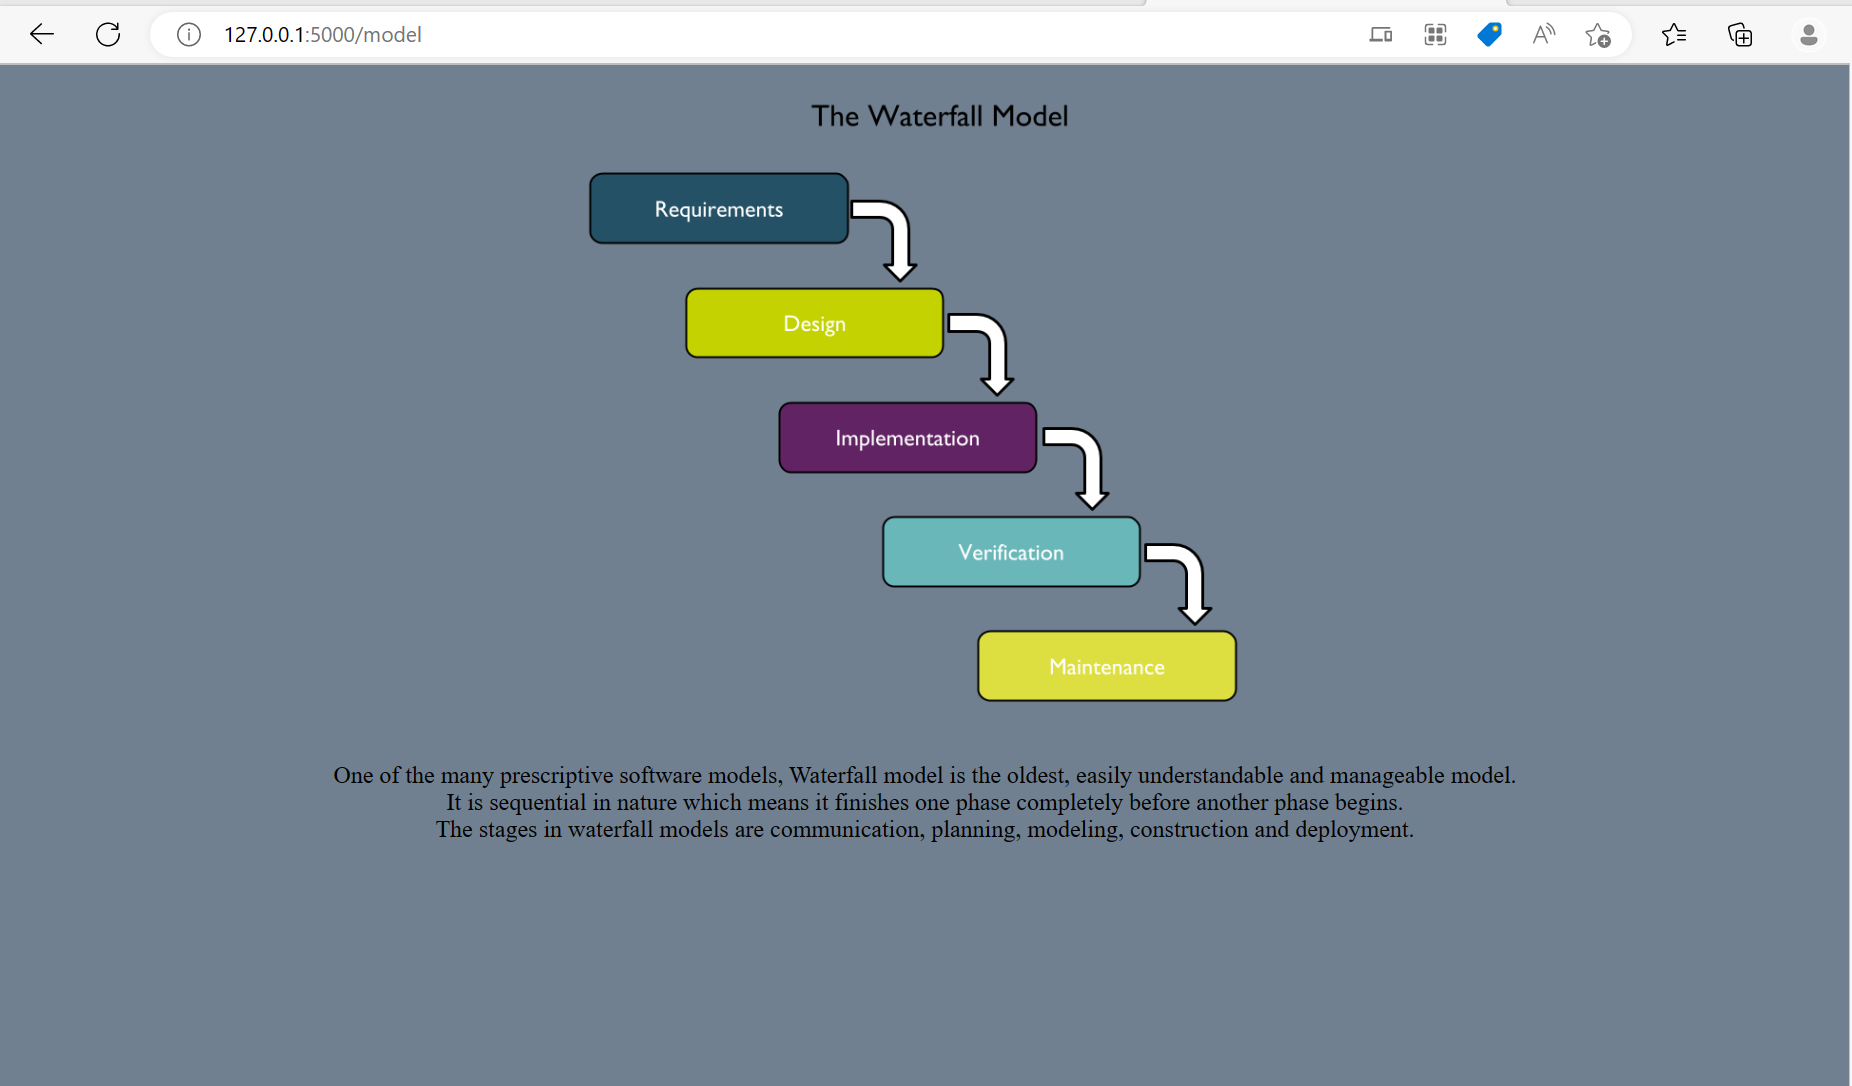 127.0.0.1:5000/model
The Waterfall Model
Requirements
Design
Implementation
Verification
Maintenance
One of the many prescriptive software models, Waterfall model is the oldest, easily understandable and manageable model.
It is sequential in nature which means it finishes one phase completely before another phase begins.
The stages in waterfall models are communication, planning, modeling, construction and deployment.